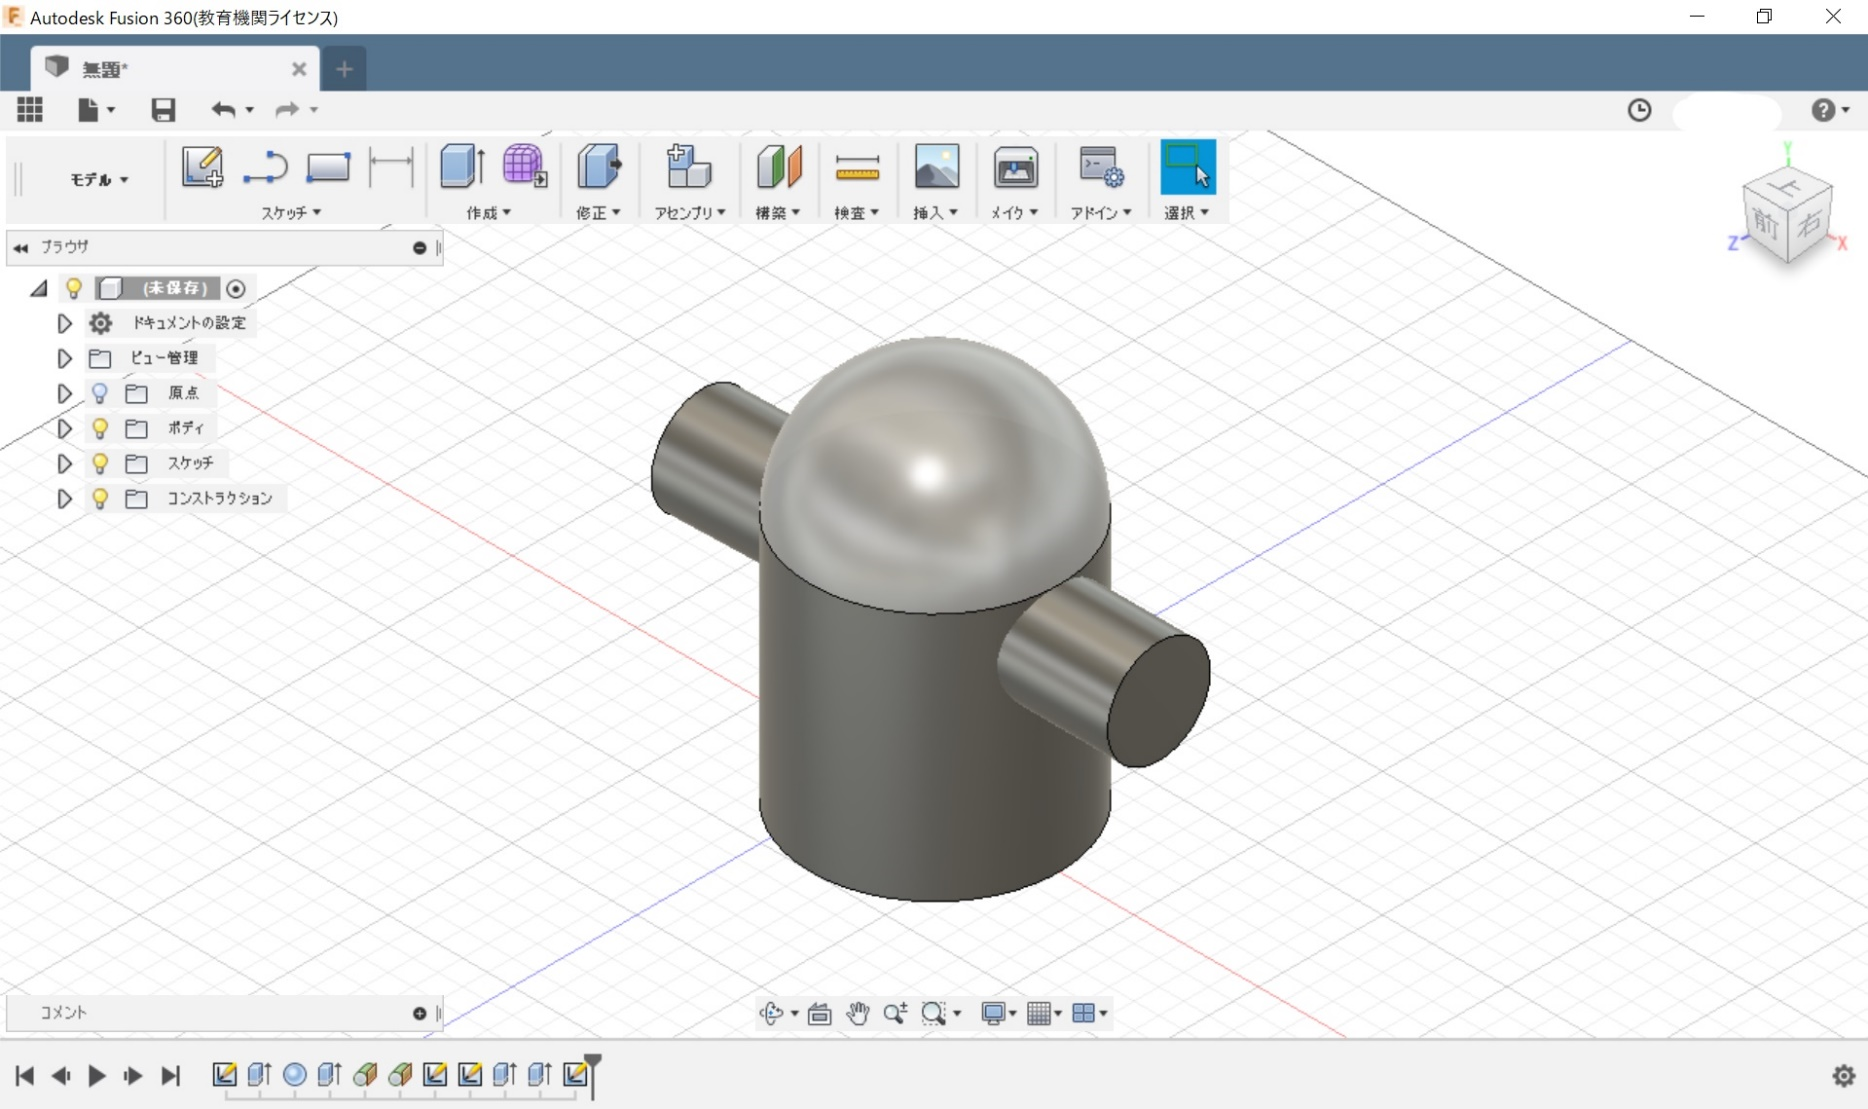 Autodesk Fusion 360(教育機関ライセンス)
無題*
モデル
スケッチ
作成
修正
アセンブリ
構築
検査
挿入
メイク
アドイン
選択
Y
上
前
右
Z
X
ブラウザ
(未保存)
ドキュメントの設定
ビュー管理
原点
ボディ
スケッチ
コンストラクション
コメント